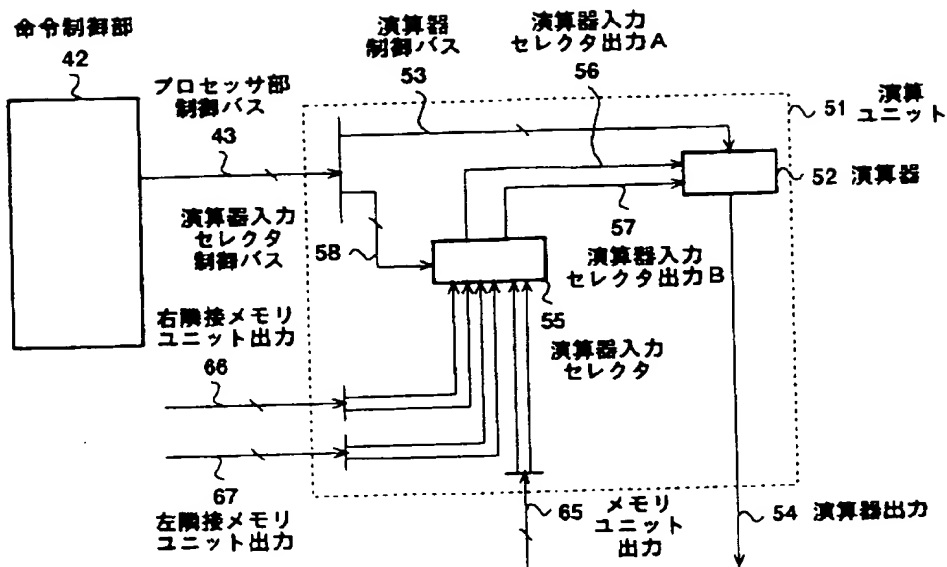 命令制御部
42
プロセッサ部
制御バス
43
演算器
制御バス
53
演算器入力
セレクタ出力A
56
51 演算
ユニット
52 演算器
57
演算器入力
セレクタ出力B
演算器入力
セレクタ
制御バス
58
55
演算器入力
セレクタ
右隣接メモリ
ユニット出力
66
67
左隣接メモリ
ユニット出力
65 メモリ
ユニット
出力
54 演算器出力